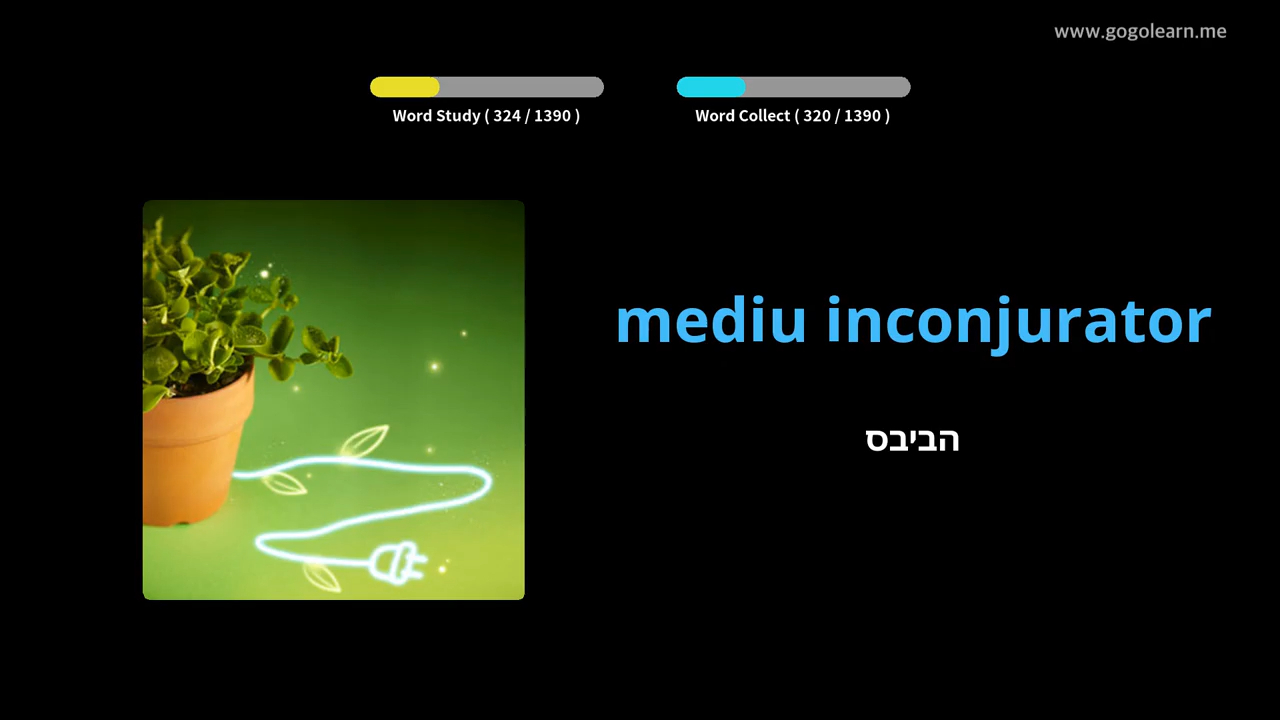 www.gogolearn.me
Word Study ( 324 / 1390 )
Word Collect ( 320 / 1390 )
mediu inconjurator
הביבס